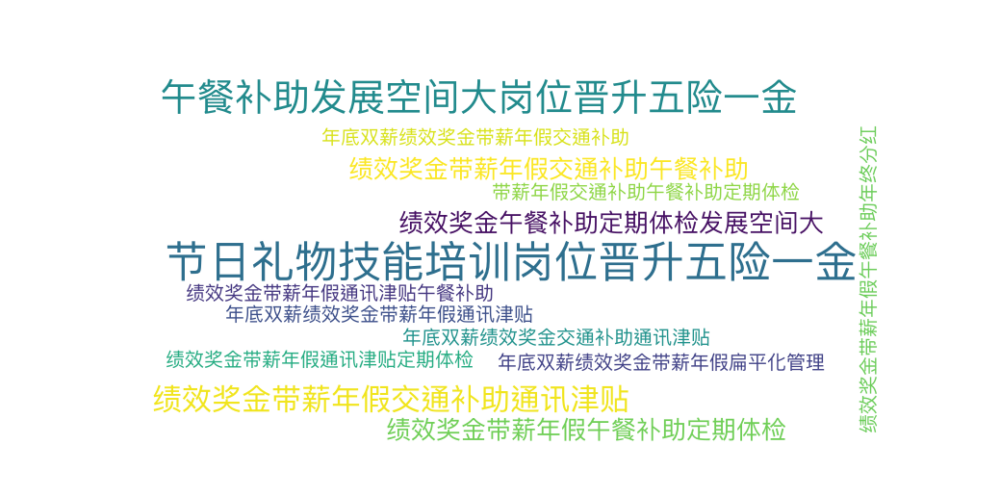 午餐补助发展空间大岗位晋升五险一金
年底双薪绩效奖金带薪年假交通补助
绩效奖金带薪年假交通补助午餐补助
带薪年假交通补助午餐补助定期体检
绩效奖金午餐补助定期体检发展空间大
节日礼物技能培训岗位晋升五险一金
绩效奖金带薪年假通讯津贴午餐补助
年底双薪绩效奖金带薪年假通讯津贴
年底双薪绩效奖金交通补助通讯津贴
绩效奖金带薪年假通讯津贴定期体检
年底双薪绩效奖金带薪年假扁平化管理
绩效奖金带薪年假交通补助通讯津贴
绩效奖金带薪年假午餐补助定期体检
绩效奖金带薪年假午餐补助年终分红